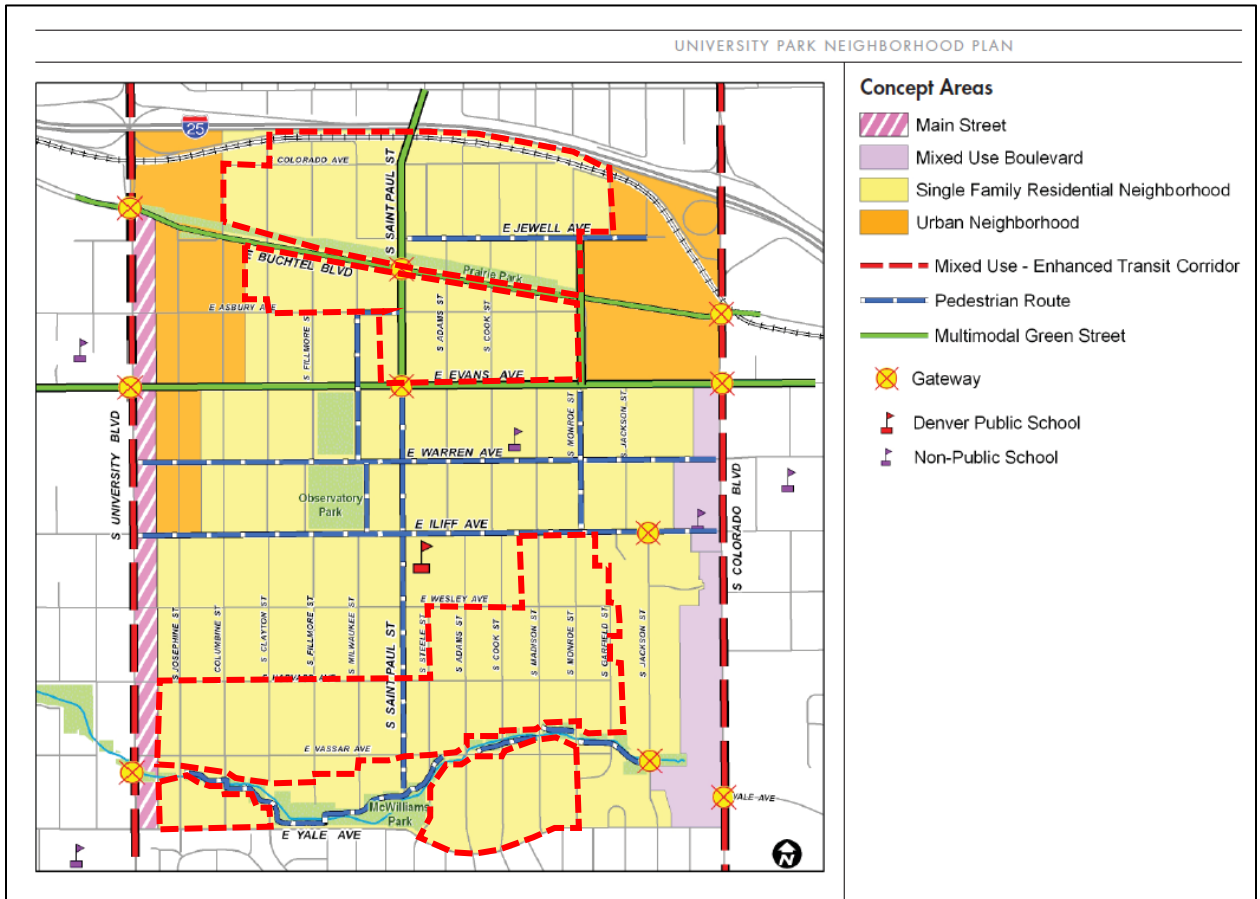 UNIVERSITY PARK NEIGHBORHOOD PLAN
Concept Areas
Main Street
Mixed Use Boulevard
Single Family Residential Neighborhood
Urban Neighborhood
Mixed Use - Enhanced Transit Corridor
Pedestrian Route
Multimodal Green Street
Gateway
Denver Public School
Non-Public School
25
COLORADO AVE
S SAINT PAUL ST
E JEWELL AVE
E BUCHTEL BLVD
Prairie Park
E ASBURY AVE
S FILLMORE S
S ADAMS ST
S COOK ST
E EVANS AVE
S UNIVERSITY BLVD
S MONROE ST
S JACKSON ST
E WARREN AVE
Observatory
Park
E ILIFF AVE
S COLORADO BLVD
E WESLEY AVE
S JOSEPHINE ST
COLUMBINE ST
S CLAYTON ST
S FILLMORE ST
S MILWAUKEE ST
S SAINT PAUL ST
S STEELE ST
S ADAMS ST
S COOK ST
S MADISON ST
S MONROE ST
S GARFIELD ST
S JACKSON ST
E VASSAR AVE
McWilliams
Park
E YALE AVE
YALE AVE
N